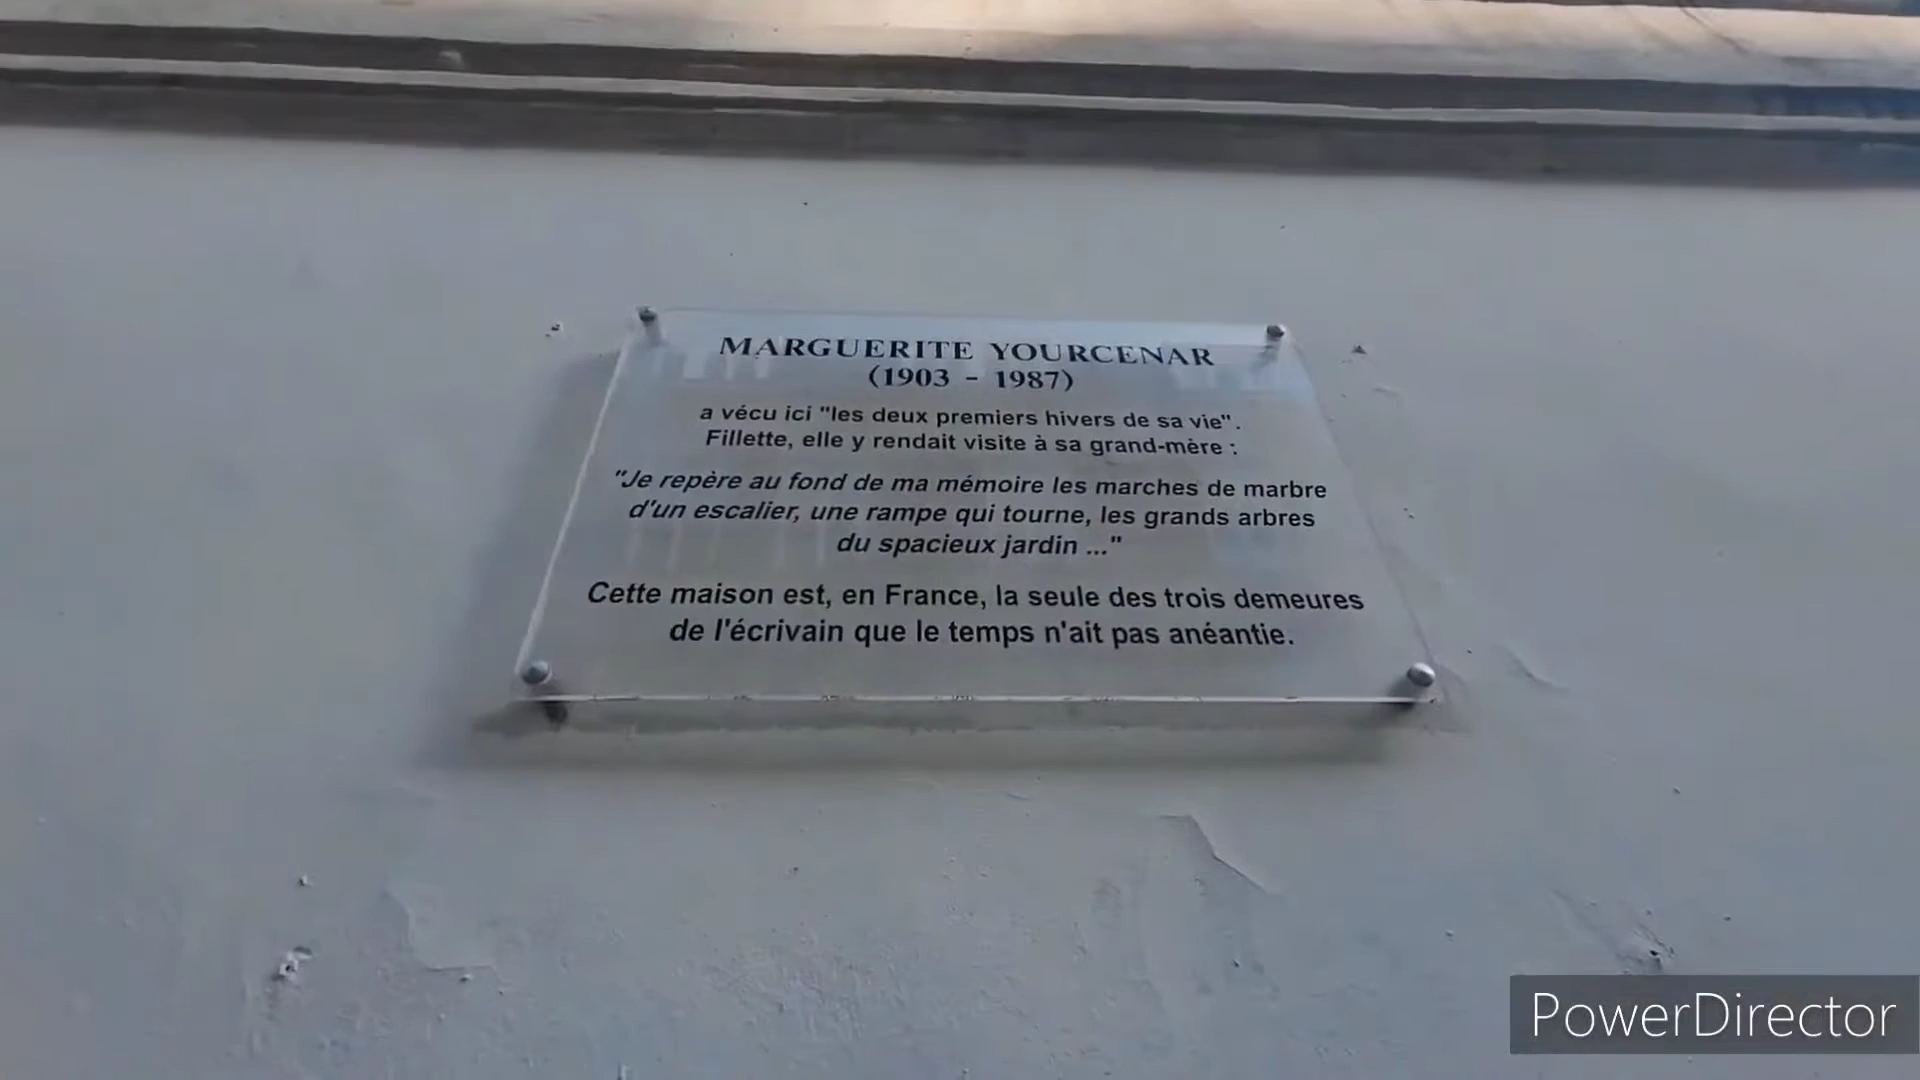 MARGUERITE YOURCENAR
(1903 - 1987)
a vécu ici "les deux premiers hivers de sa vie".
Fillette, elle y rendait visite à sa grand-mère :
"Je repère au fond de ma mémoire les marches de marbre
d'un escalier, une rampe qui tourne, les grands arbres
du spacieux jardin ..."
Cette maison est, en France, la seule des trois demeures
de l'écrivain que le temps n'ait pas anéantie.
PowerDirector